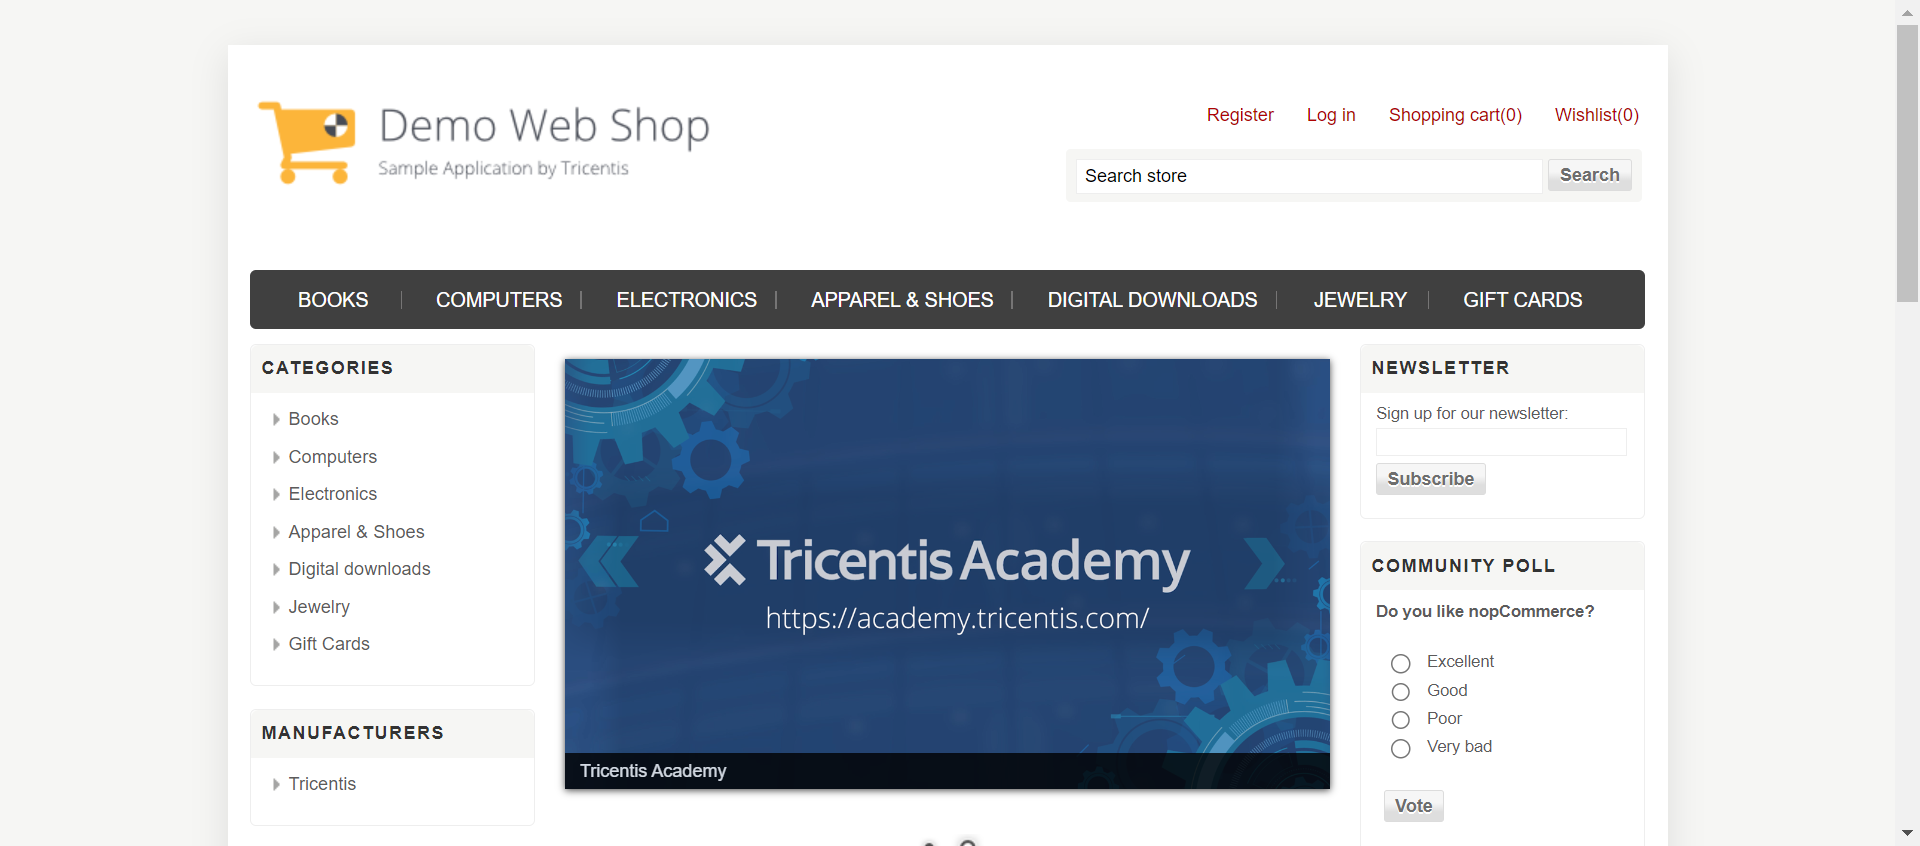 Demo Web Shop
Sample Application by Tricentis
Register Log in Shopping cart(0) Wishlist(0)
Search store Search
BOOKS COMPUTERS ELECTRONICS APPAREL & SHOES DIGITAL DOWNLOADS JEWELRY GIFT CARDS
CATEGORIES
Books
Computers
Electronics
Apparel & Shoes
Digital downloads
Jewelry
Gift Cards
MANUFACTURERS
Tricentis
Tricentis Academy
https://academy.tricentis.com/
Tricentis Academy
NEWSLETTER
Sign up for our newsletter:
Subscribe
COMMUNITY POLL
Do you like nopCommerce?
Excellent
Good
Poor
Very bad
Vote